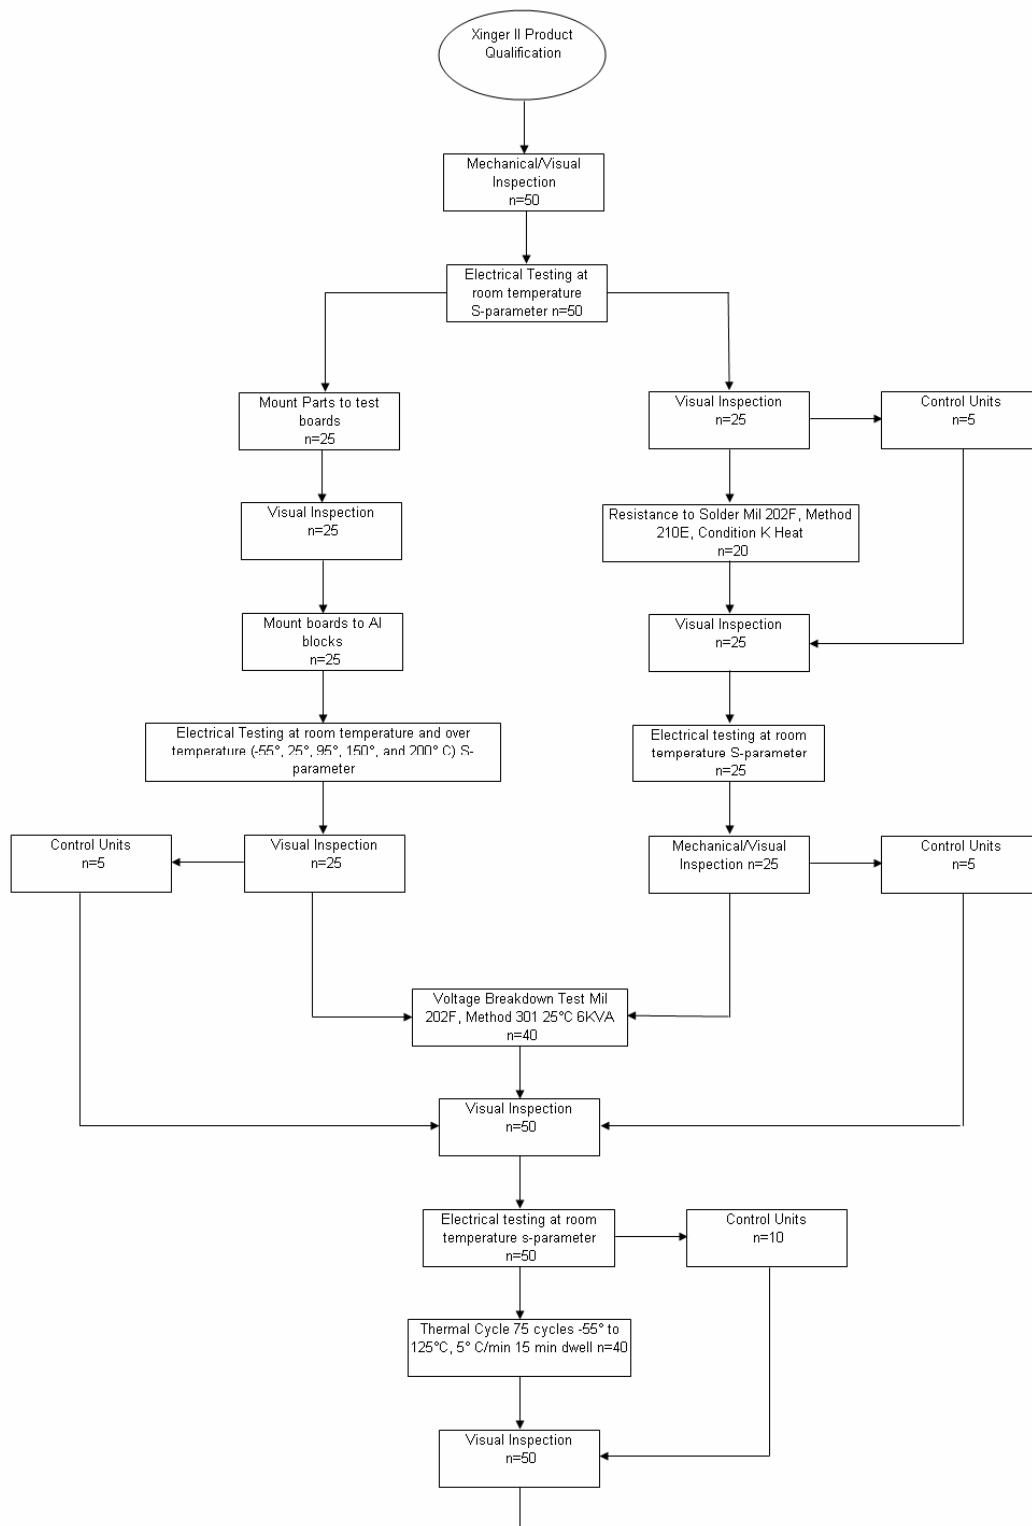 Xinger II Product
Qualification
Mechanical/Visual
Inspection
n=50
Electrical Testing at
room temperature
S-parameter n=50
Mount Parts to test
boards
n=25
Visual Inspection
n=25
Control Units
n=5
Visual Inspection
n=25
Resistance to Solder Mil 202F, Method
210E, Condition K Heat
n=20
Mount boards to Al
blocks
n=25
Visual Inspection
n=25
Electrical Testing at room temperature and over
temperature (-55°, 25°, 95°, 150°, and 200° C) S-
parameter
Electrical testing at room
temperature S-parameter
n=25
Control Units
n=5
Visual Inspection
n=25
Mechanical/Visual
Inspection n=25
Control Units
n=5
Voltage Breakdown Test Mil
202F, Method 301 25°C 6KVA
n=40
Visual Inspection
n=50
Electrical testing at room
temperature s-parameter
n=50
Control Units
n=10
Thermal Cycle 75 cycles -55° to
125°C, 5° C/min 15 min dwell n=40
Visual Inspection
n=50